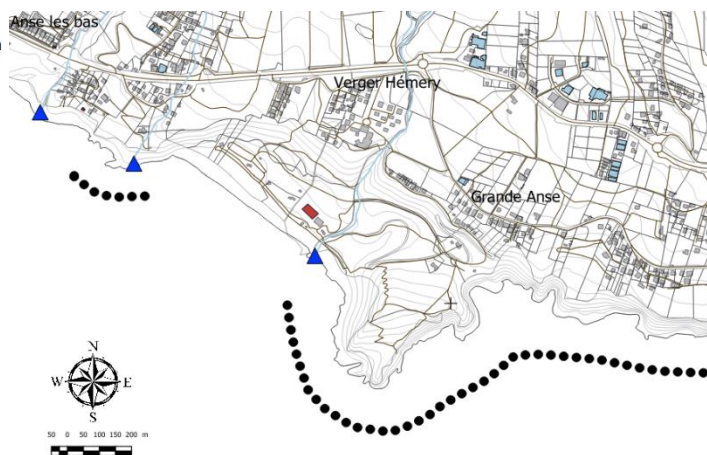 Anse les bas
Verger Hémery
Grande Anse
N
W E
S
50 0 50 100 150 200 m